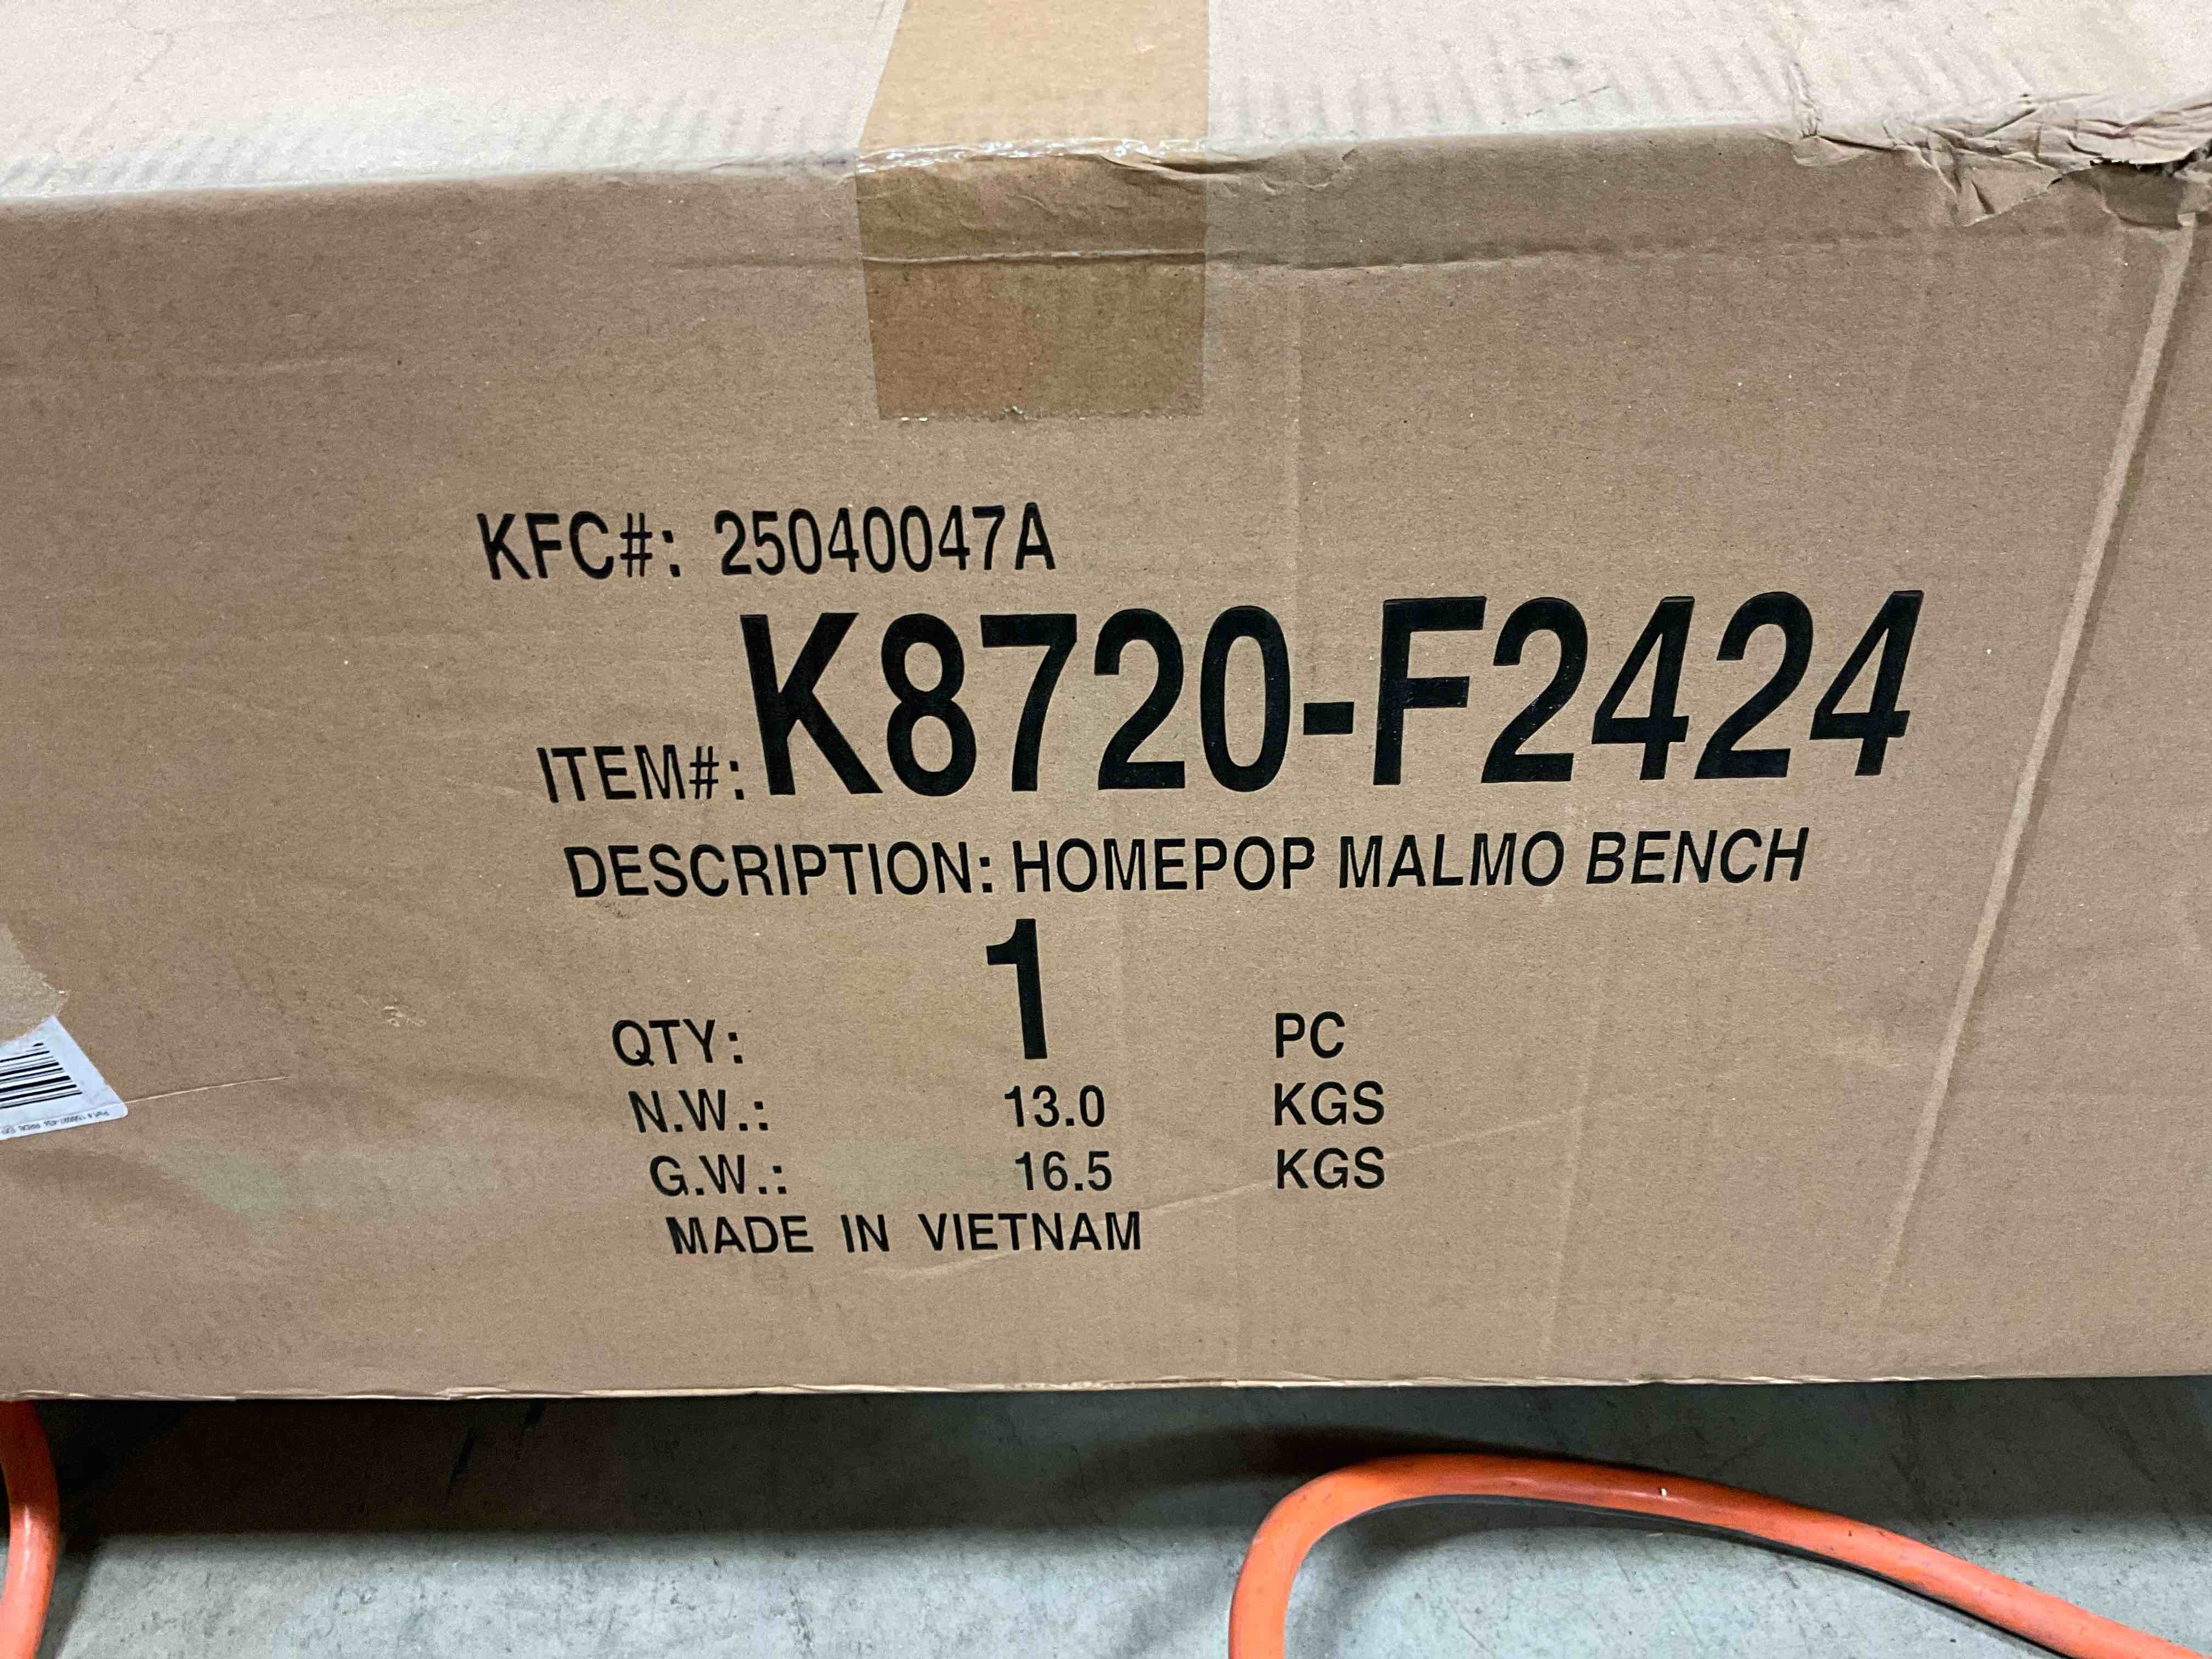 KFC#: 25040047A
ITEM#: K8720-F2424
DESCRIPTION: HOMEPOP MALMO BENCH
QTY: 1 PC
N.W.: 13.0 KGS
G.W.: 16.5 KGS
MADE IN VIETNAM